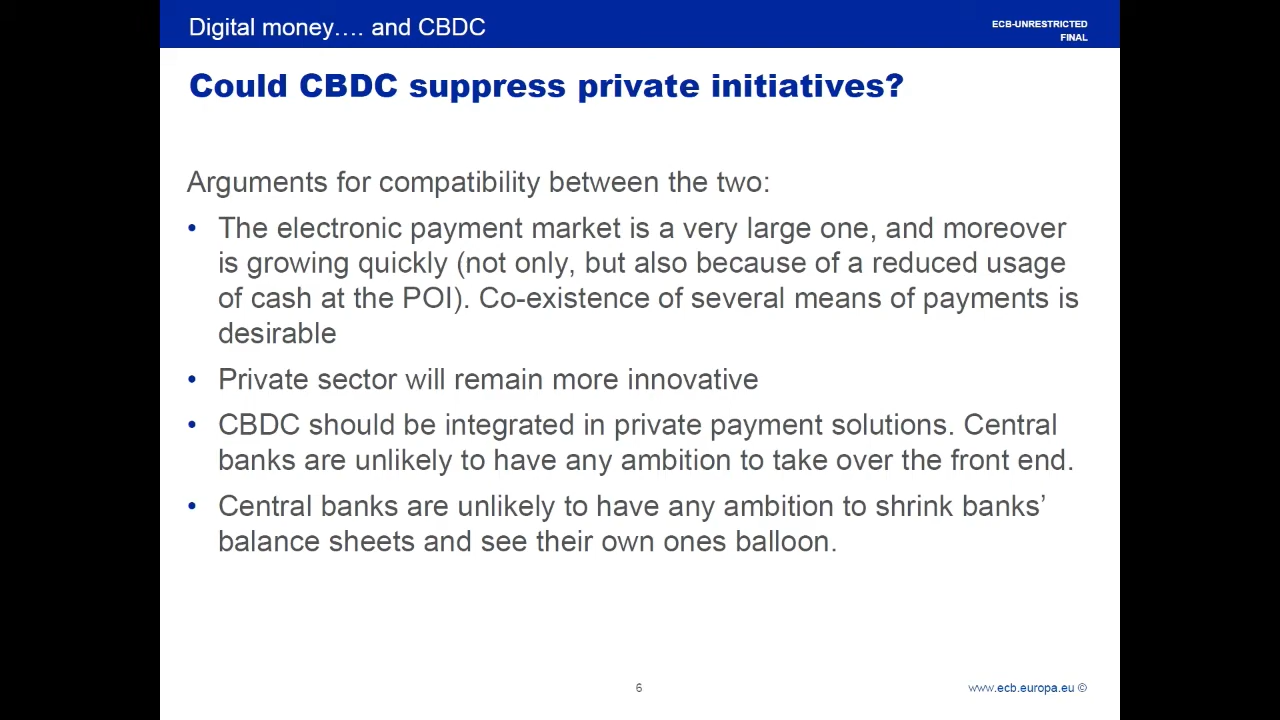 Digital money…. and CBDC
ECB-UNRESTRICTED
FINAL
Could CBDC suppress private initiatives?
Arguments for compatibility between the two:
• The electronic payment market is a very large one, and moreover
is growing quickly (not only, but also because of a reduced usage
of cash at the POI). Co-existence of several means of payments is
desirable
• Private sector will remain more innovative
• CBDC should be integrated in private payment solutions. Central
banks are unlikely to have any ambition to take over the front end.
• Central banks are unlikely to have any ambition to shrink banks’
balance sheets and see their own ones balloon.
6
www.ecb.europa.eu ©